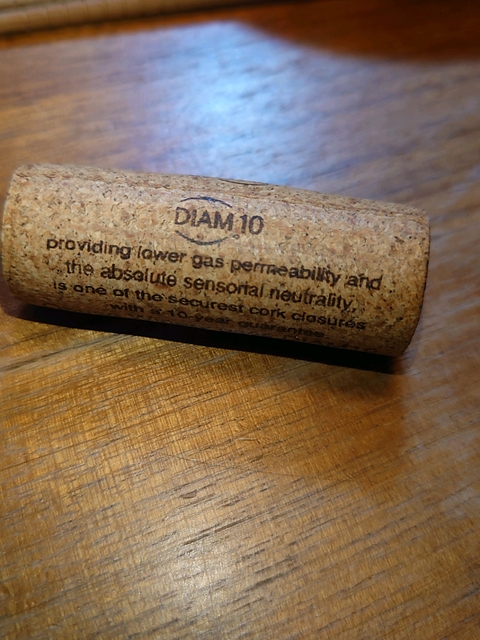 DIAM 10
providing lower gas permeability and
the absolute sensorial neutrality,
is one of the securest cork closures
with a 10-year guarantee